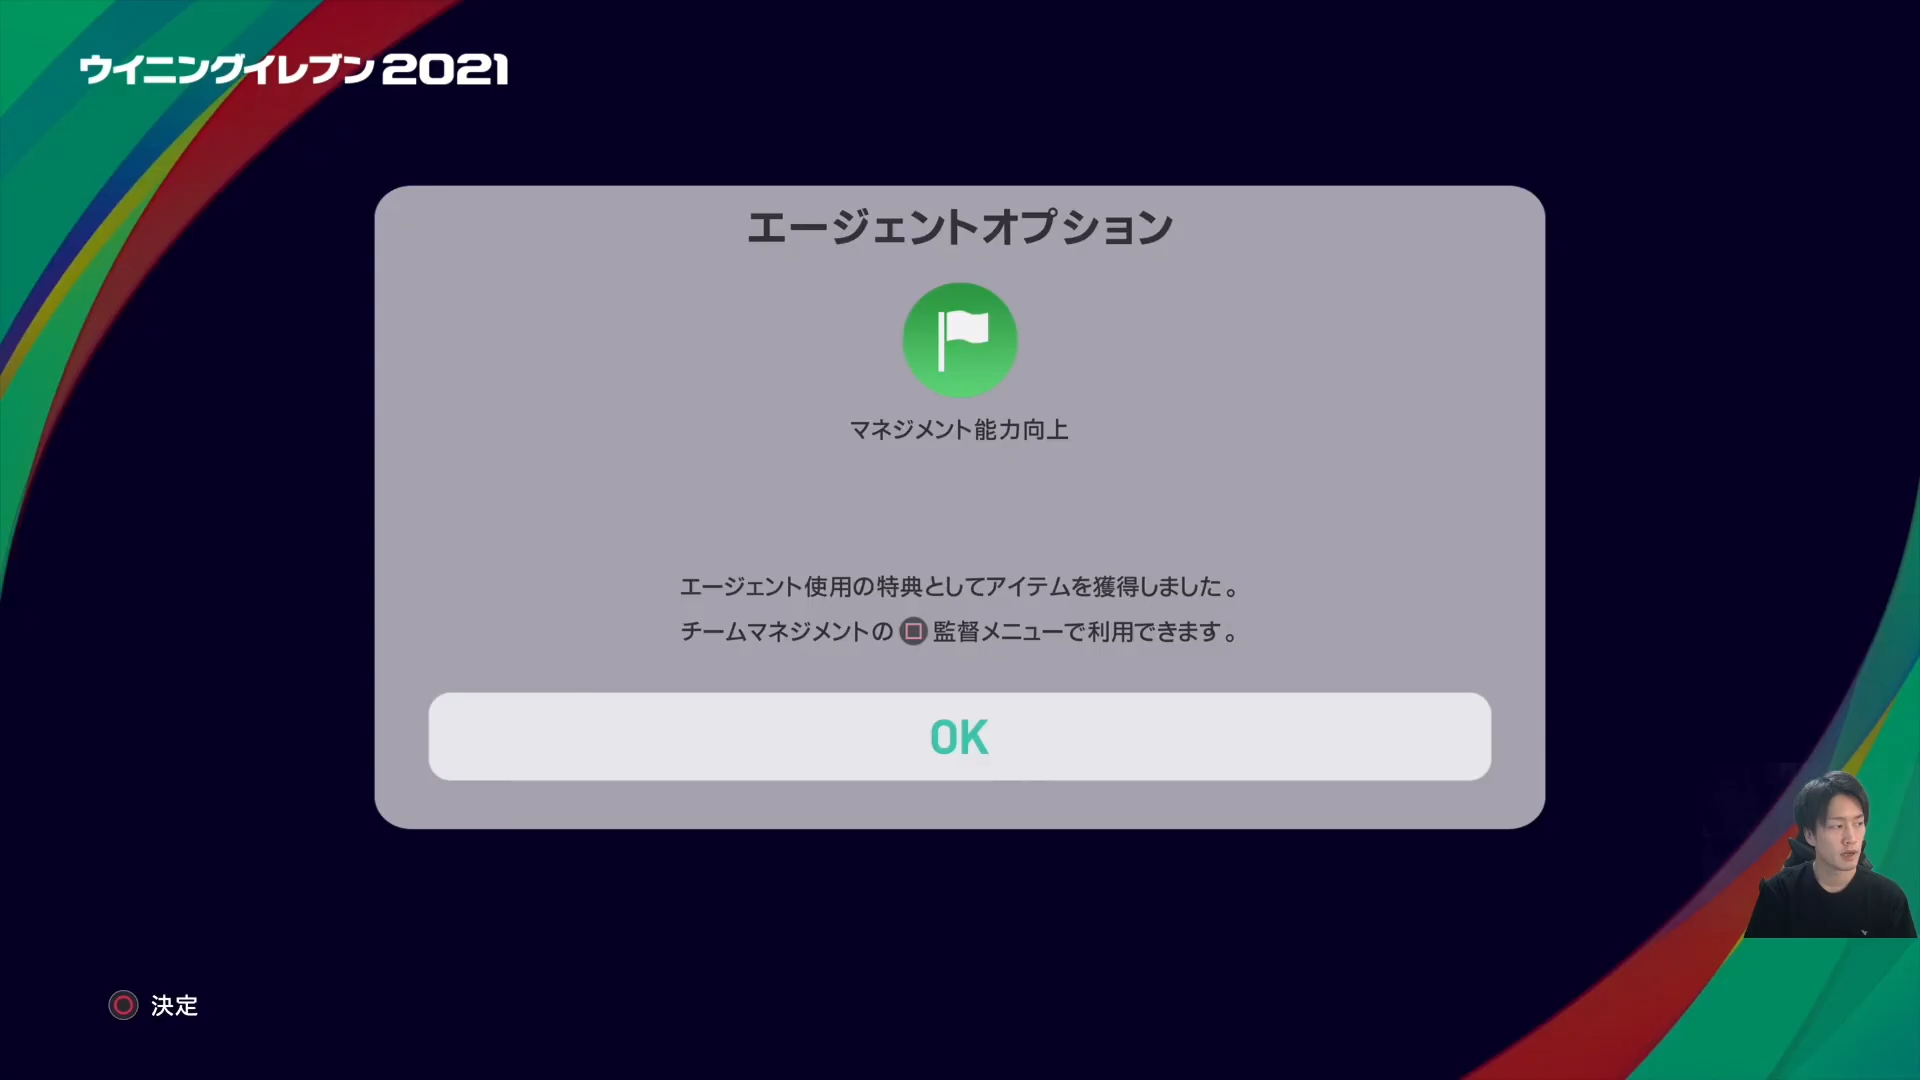 ウイニングイレブン 2021
エージェントオプション
マネジメント能力向上
エージェント使用の特典としてアイテムを獲得しました。
チームマネジメントの 監督メニューで利用できます。
OK
決定